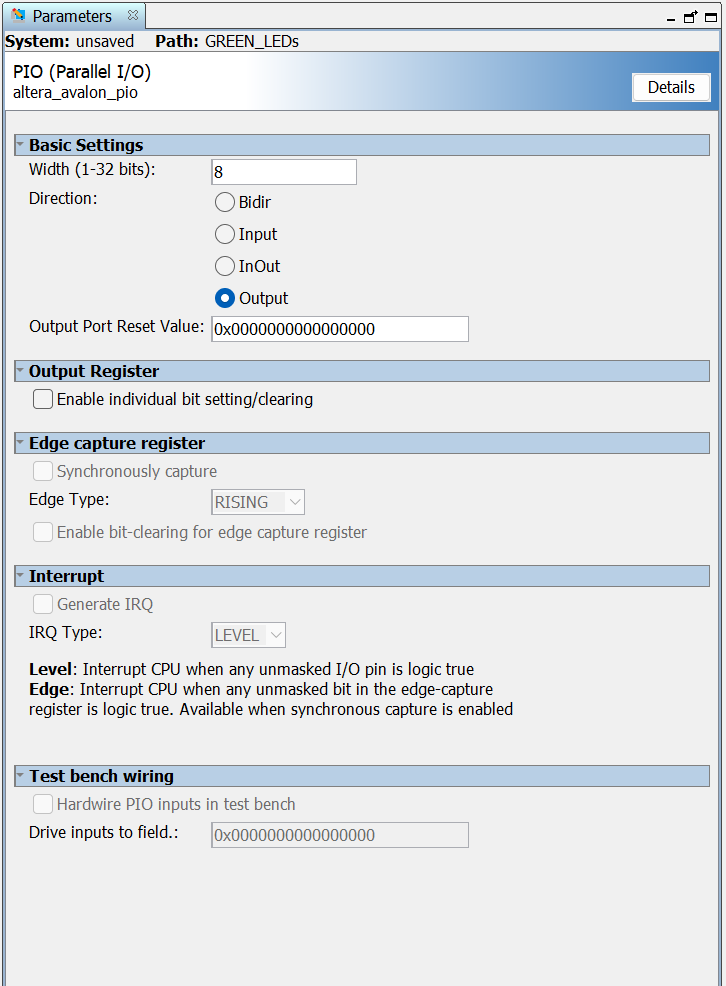 Parameters
System: unsaved Path: GREEN_LEDs
PIO (Parallel I/O)
altera_avalon_pio
Details
Basic Settings
Width (1-32 bits): 8
Direction:
Bidir
Input
InOut
Output
Output Port Reset Value: 0x0000000000000000
Output Register
Enable individual bit setting/clearing
Edge capture register
Synchronously capture
Edge Type: RISING
Enable bit-clearing for edge capture register
Interrupt
Generate IRQ
IRQ Type: LEVEL
Level: Interrupt CPU when any unmasked I/O pin is logic true
Edge: Interrupt CPU when any unmasked bit in the edge-capture
register is logic true. Available when synchronous capture is enabled
Test bench wiring
Hardwire PIO inputs in test bench
Drive inputs to field.: 0x0000000000000000